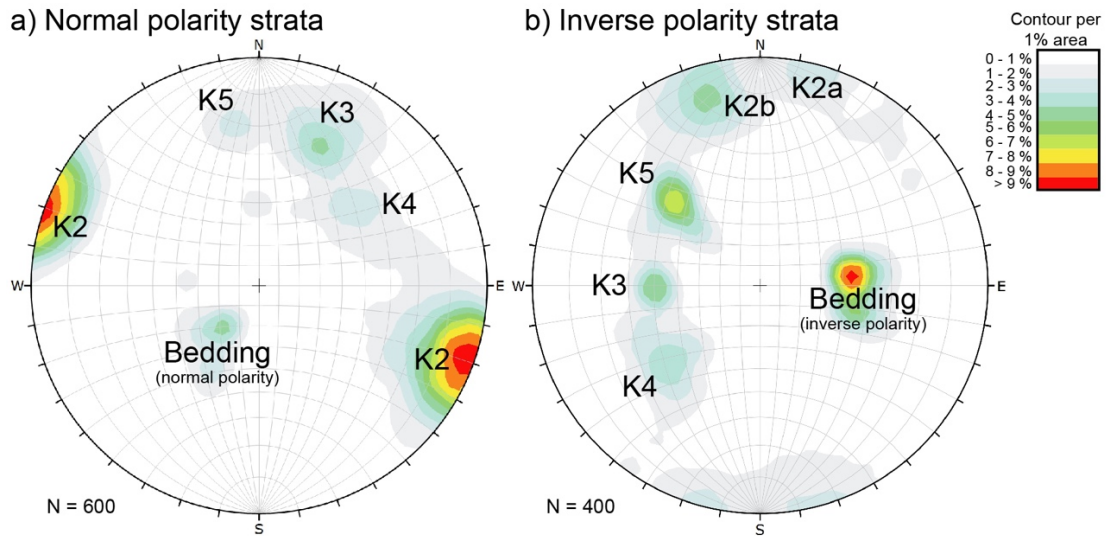 a) Normal polarity strata
N
K5
K3
K4
K2
W
E
Bedding
(normal polarity)
K2
N = 600
S
b) Inverse polarity strata
N
K2a
K2b
K5
W
K3
E
Bedding
(inverse polarity)
K4
N = 400
S
Contour per
1% area
0 - 1 %
1 - 2 %
2 - 3 %
3 - 4 %
4 - 5 %
5 - 6 %
6 - 7 %
7 - 8 %
8 - 9 %
> 9 %